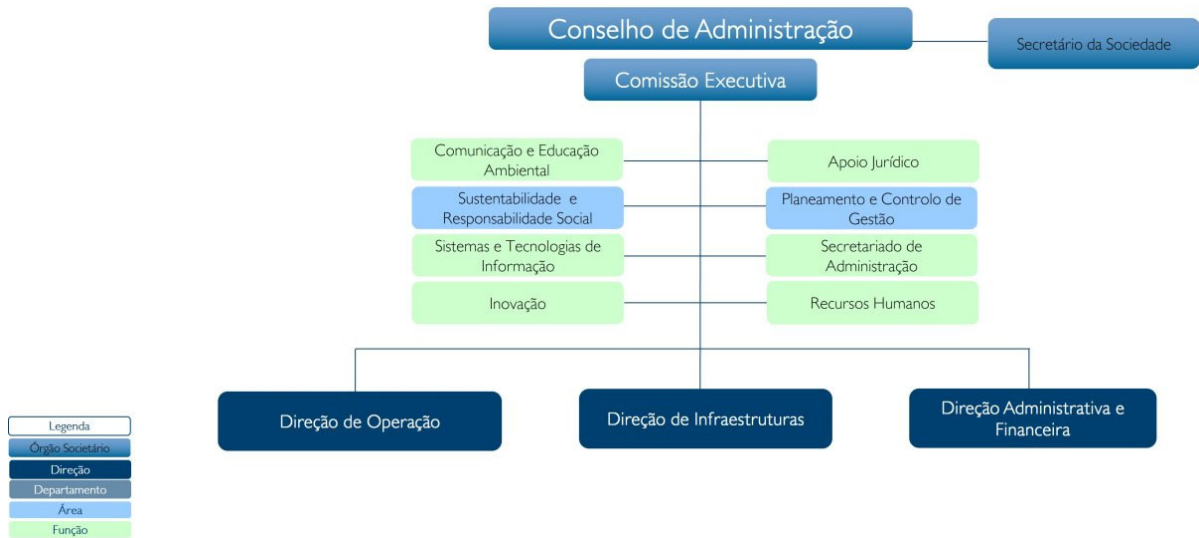 Conselho de Administração
Secretário da Sociedade
Comissão Executiva
Comunicação e Educação
Ambiental
Apoio Jurídico
Sustentabilidade e
Responsabilidade Social
Planeamento e Controlo de
Gestão
Sistemas e Tecnologias de
Informação
Secretariado de
Administração
Inovação
Recursos Humanos
Direção de Operação
Direção de Infraestruturas
Direção Administrativa e
Financeira
Legenda
Órgão Societário
Direção
Departamento
Área
Função